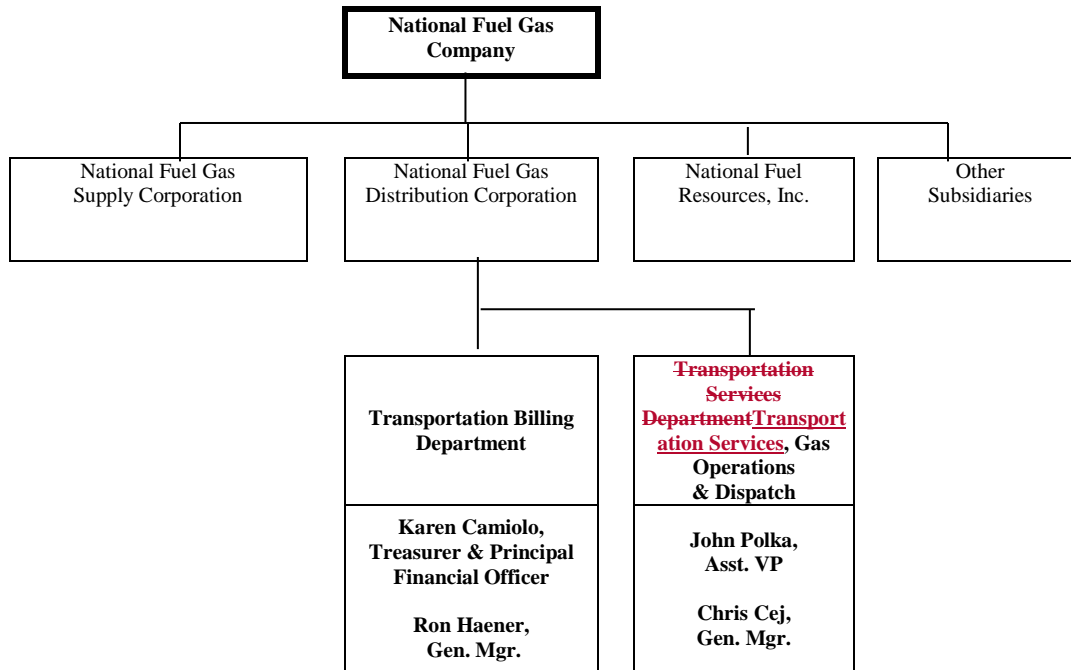 National Fuel Gas
Company
National Fuel Gas
Supply Corporation
National Fuel Gas
Distribution Corporation
National Fuel
Resources, Inc.
Other
Subsidiaries
Transportation Billing
Department
Transportation
Services
DepartmentTransport
ation Services, Gas
Operations
& Dispatch
Karen Camiolo,
Treasurer & Principal
Financial Officer
Ron Haener,
Gen. Mgr.
John Polka,
Asst. VP
Chris Cej,
Gen. Mgr.